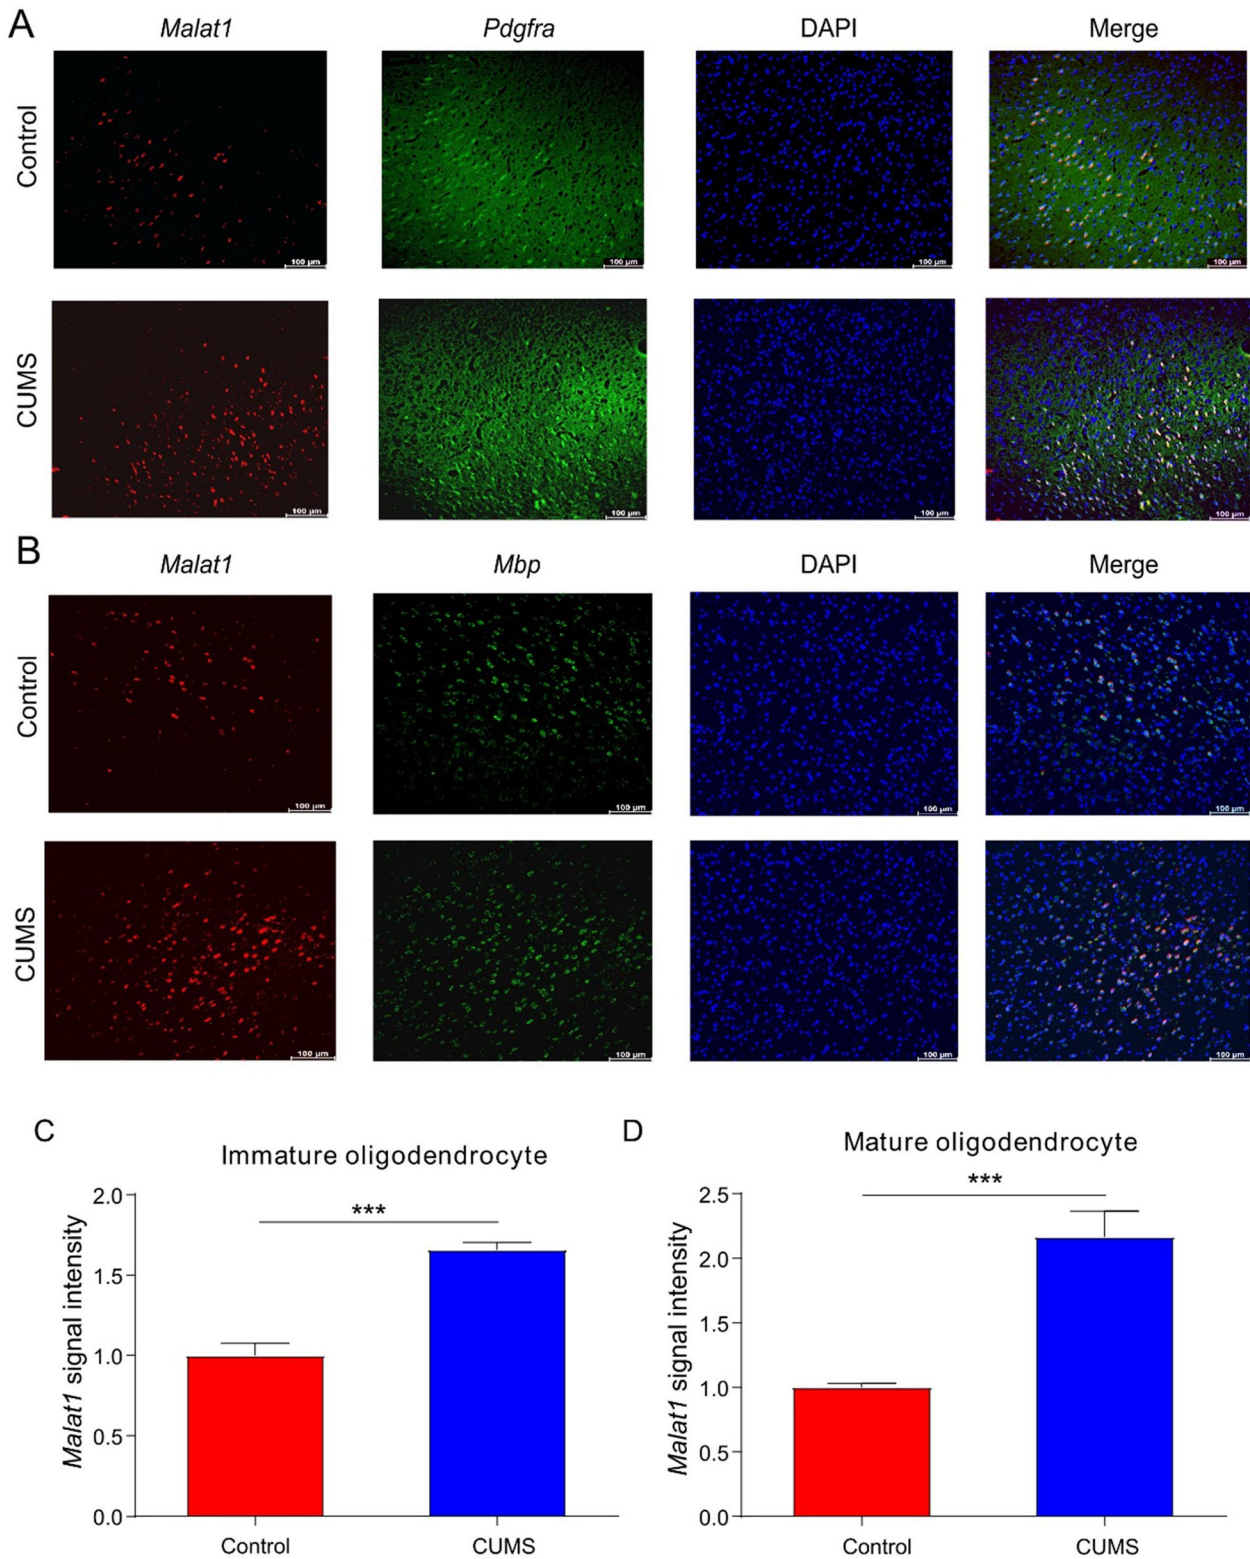 A
Malat1 Pdgfra DAPI Merge
Control
100 µm 100 µm 100 µm 100 µm
CUMS
100 µm 100 µm 100 µm 100 µm
B
Malat1 Mbp DAPI Merge
Control
100 µm 100 µm 100 µm 100 µm
CUMS
100 µm 100 µm 100 µm 100 µm
C
Immature oligodendrocyte
Malat1 signal intensity
2.0
1.5
1.0
0.5
0.0
***
Control CUMS
D
Mature oligodendrocyte
Malat1 signal intensity
2.5
2.0
1.5
1.0
0.5
0.0
***
Control CUMS